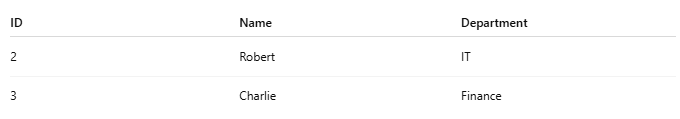 ID Name Department
2 Robert IT
3 Charlie Finance